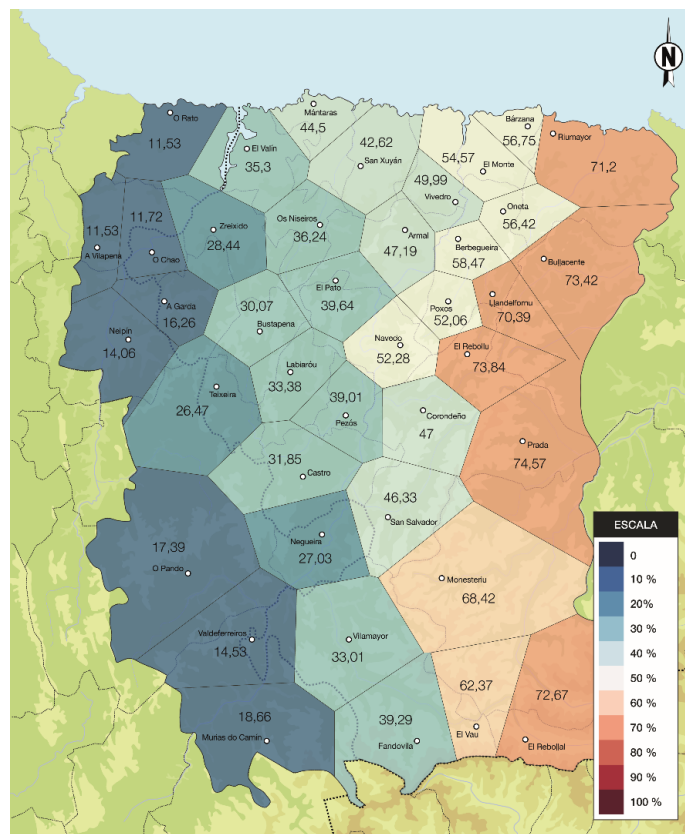 N
O Rato
11,53
El Valín
35,3
Mántaras
44,5
42,62
San Xuyán
54,57
El Monte
Bárzana
56,75
Riumayor
71,2
49,99
Vivedro
Oneta
56,42
11,53
A Vilapena
11,72
O Chao
Zreixido
28,44
Os Niseiros
36,24
Armal
47,19
Berbegueira
58,47
Bullacente
73,42
A Garda
16,26
30,07
Bustapena
El Pato
39,64
Poxos
52,06
Llandelfornu
70,39
Neipín
14,06
Navedo
52,28
El Rebollu
73,84
Teixeira
26,47
Labiaróu
33,38
39,01
Pezós
Corondeño
47
Prada
74,57
31,85
Castro
46,33
San Salvador
17,39
O Pando
Negueira
27,03
Monesteriu
68,42
Valdeferreiros
14,53
Vilamayor
33,01
62,37
El Vau
72,67
El Rebollal
18,66
Murias do Camín
39,29
Fandovila
ESCALA
0
10 %
20%
30 %
40 %
50 %
60 %
70 %
80 %
90 %
100 %